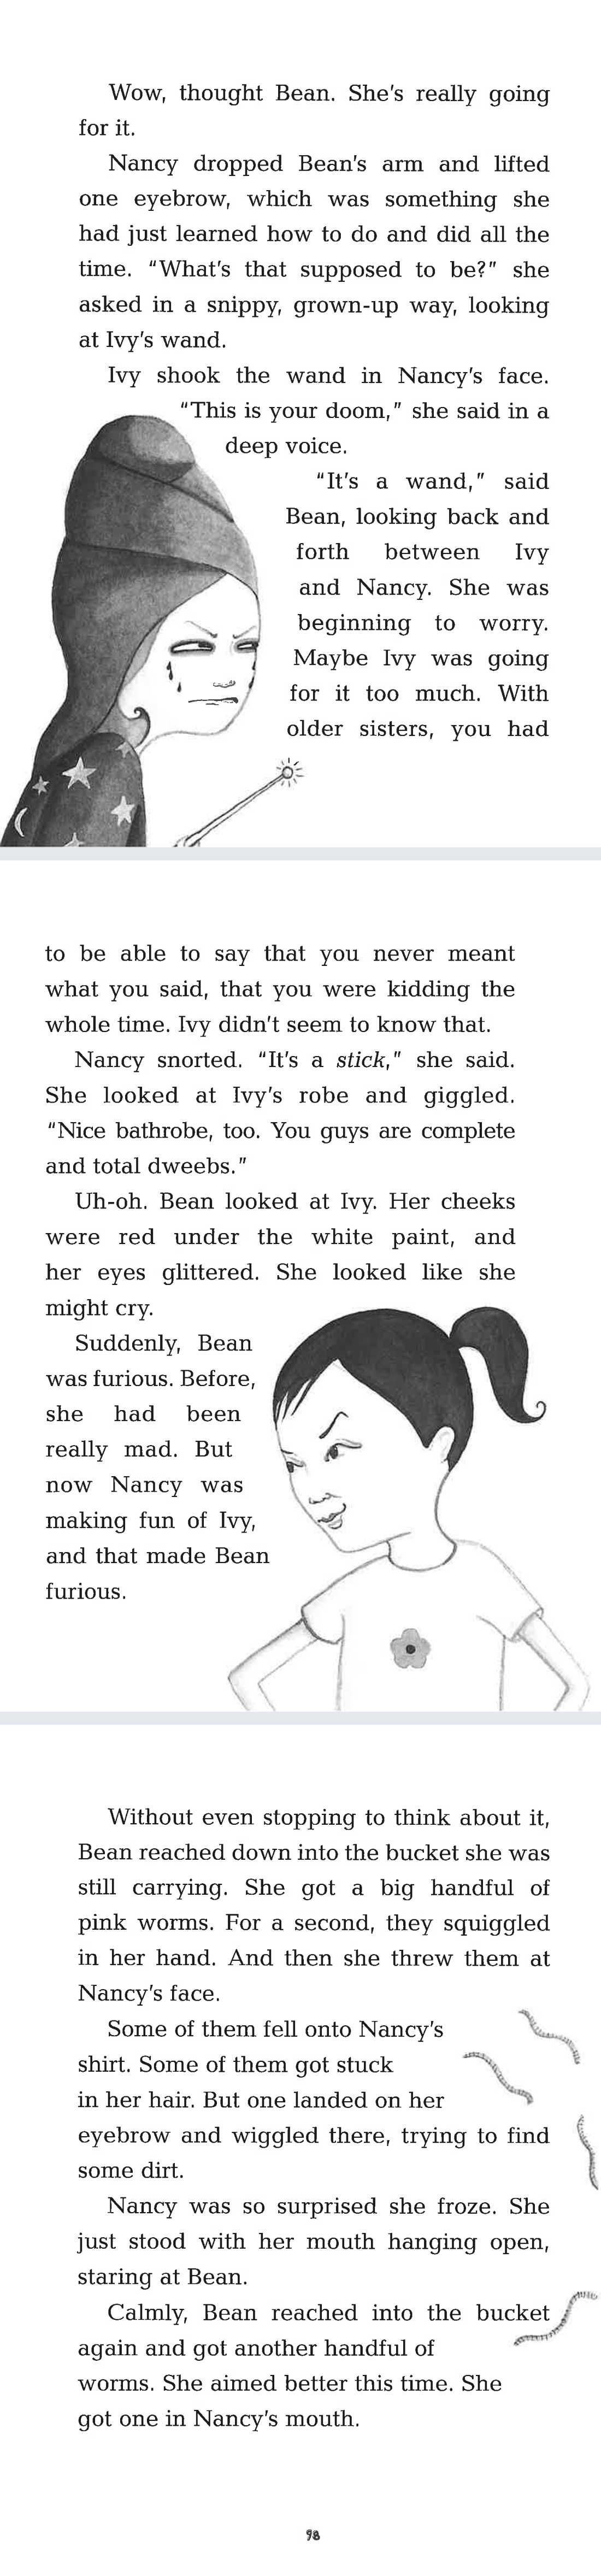 Wow, thought Bean. She's really going
for it.
Nancy dropped Bean's arm and lifted
one eyebrow, which was something she
had just learned how to do and did all the
time. "What's that supposed to be?" she
asked in a snippy, grown-up way, looking
at Ivy's wand.
Ivy shook the wand in Nancy's face.
"This is your doom," she said in a
deep voice.
"It's a wand," said
Bean, looking back and
forth between Ivy
and Nancy. She was
beginning to worry.
Maybe Ivy was going
for it too much. With
older sisters, you had
to be able to say that you never meant
what you said, that you were kidding the
whole time. Ivy didn't seem to know that.
Nancy snorted. "It's a stick," she said.
She looked at Ivy's robe and giggled.
"Nice bathrobe, too. You guys are complete
and total dweebs."
Uh-oh. Bean looked at Ivy. Her cheeks
were red under the white paint, and
her eyes glittered. She looked like she
might cry.
Suddenly, Bean
was furious. Before,
she had been
really mad. But
now Nancy was
making fun of Ivy,
and that made Bean
furious.
Without even stopping to think about it,
Bean reached down into the bucket she was
still carrying. She got a big handful of
pink worms. For a second, they squiggled
in her hand. And then she threw them at
Nancy's face.
Some of them fell onto Nancy's
shirt. Some of them got stuck
in her hair. But one landed on her
eyebrow and wiggled there, trying to find
some dirt.
Nancy was so surprised she froze. She
just stood with her mouth hanging open,
staring at Bean.
Calmly, Bean reached into the bucket
again and got another handful of
worms. She aimed better this time. She
got one in Nancy's mouth.
98